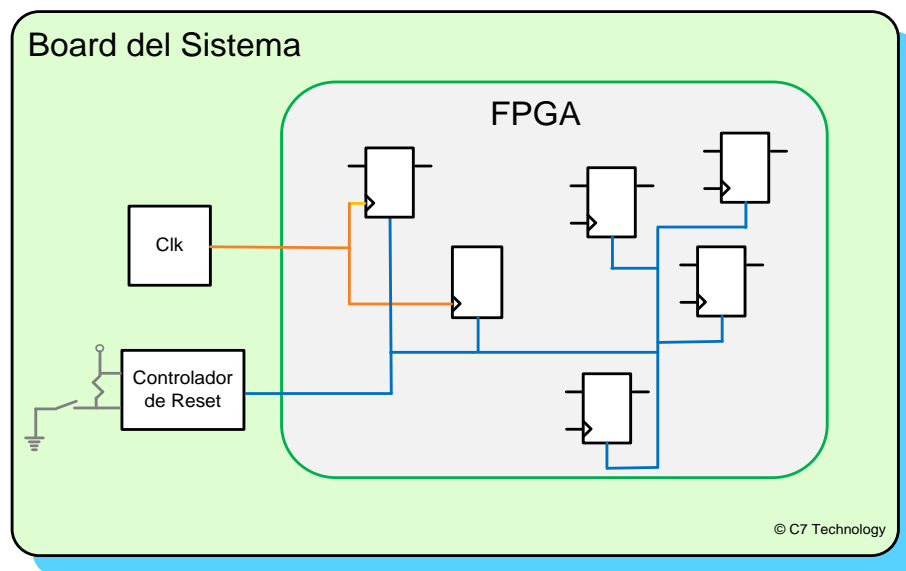 Board del Sistema
FPGA
Clk
Controlador
de Reset
© C7 Technology